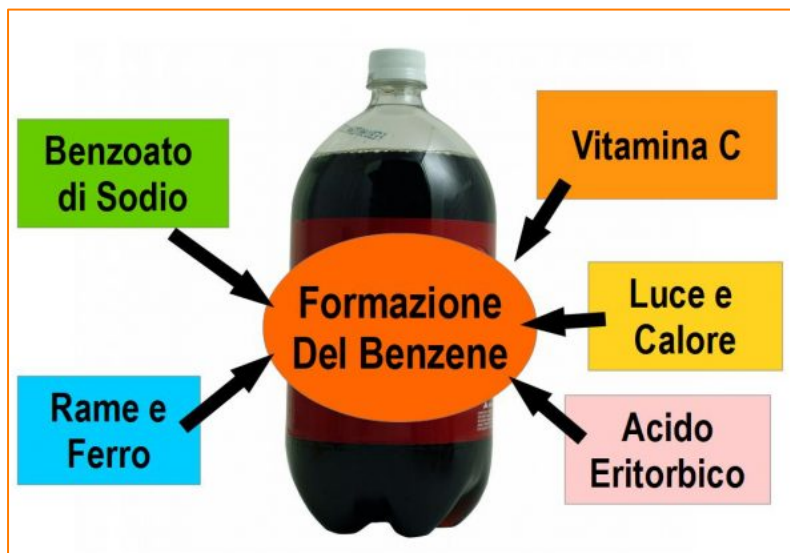 Benzoato
di Sodio
Vitamina C
Formazione
Del Benzene
Luce e
Calore
Rame e
Ferro
Acido
Eritorbico